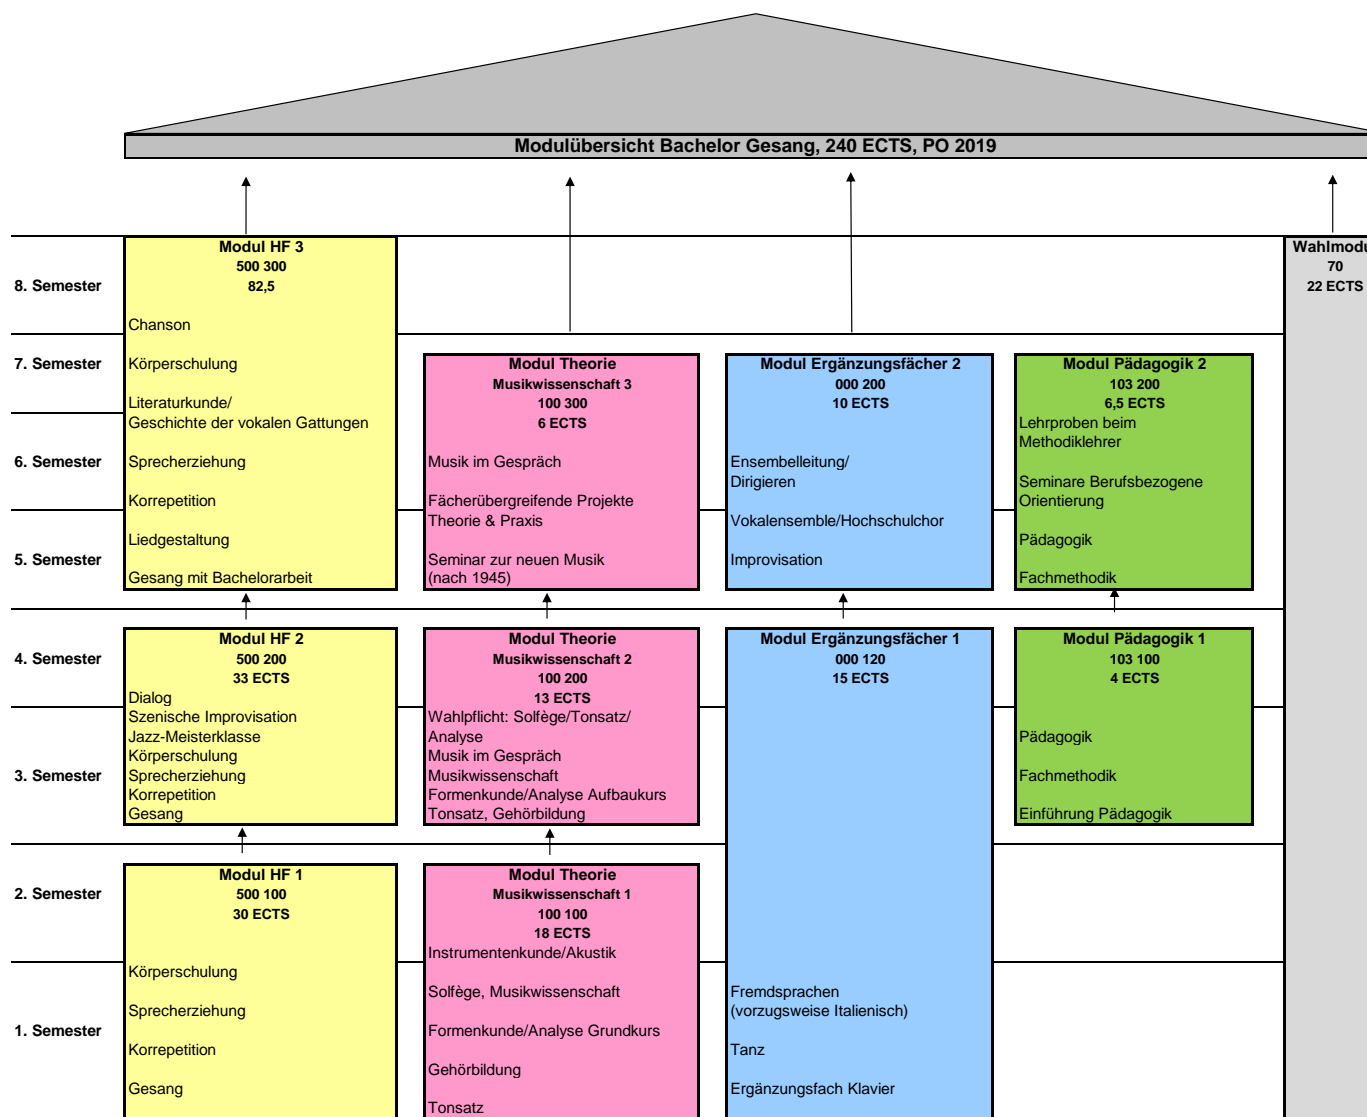 Modulübersicht Bachelor Gesang, 240 ECTS, PO 2019
8. Semester
7. Semester
6. Semester
5. Semester
4. Semester
3. Semester
2. Semester
1. Semester
Modul HF 3
500 300
82,5
Chanson
Körperschulung
Literaturkunde/
Geschichte der vokalen Gattungen
Sprecherziehung
Korrepetition
Liedgestaltung
Gesang mit Bachelorarbeit
Modul Theorie
Musikwissenschaft 3
100 300
6 ECTS
Musik im Gespräch
Fächerübergreifende Projekte
Theorie & Praxis
Seminar zur neuen Musik
(nach 1945)
Modul Ergänzungsfächer 2
000 200
10 ECTS
Ensembelleitung/
Dirigieren
Vokalensemble/Hochschulchor
Improvisation
Modul Pädagogik 2
103 200
6,5 ECTS
Lehrproben beim
Methodiklehrer
Seminare Berufsbezogene
Orientierung
Pädagogik
Fachmethodik
Wahlmodu
70
22 ECTS
Modul HF 2
500 200
33 ECTS
Dialog
Szenische Improvisation
Jazz-Meisterklasse
Körperschulung
Sprecherziehung
Korrepetition
Gesang
Modul Theorie
Musikwissenschaft 2
100 200
13 ECTS
Wahlpflicht: Solfège/Tonsatz/
Analyse
Musik im Gespräch
Musikwissenschaft
Formenkunde/Analyse Aufbaukurs
Tonsatz, Gehörbildung
Modul Ergänzungsfächer 1
000 120
15 ECTS
Fremdsprachen
(vorzugsweise Italienisch)
Tanz
Ergänzungsfach Klavier
Modul Pädagogik 1
103 100
4 ECTS
Pädagogik
Fachmethodik
Einführung Pädagogik
Modul HF 1
500 100
30 ECTS
Körperschulung
Sprecherziehung
Korrepetition
Gesang
Modul Theorie
Musikwissenschaft 1
100 100
18 ECTS
Instrumentenkunde/Akustik
Solfège, Musikwissenschaft
Formenkunde/Analyse Grundkurs
Gehörbildung
Tonsatz